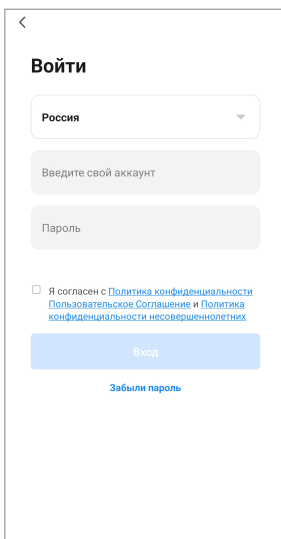 Войти
Россия
Введите свой аккаунт
Пароль
Я согласен с Политика конфиденциальности
Пользовательское Соглашение и Политика
конфиденциальности несовершеннолетних
Вход
Забыли пароль